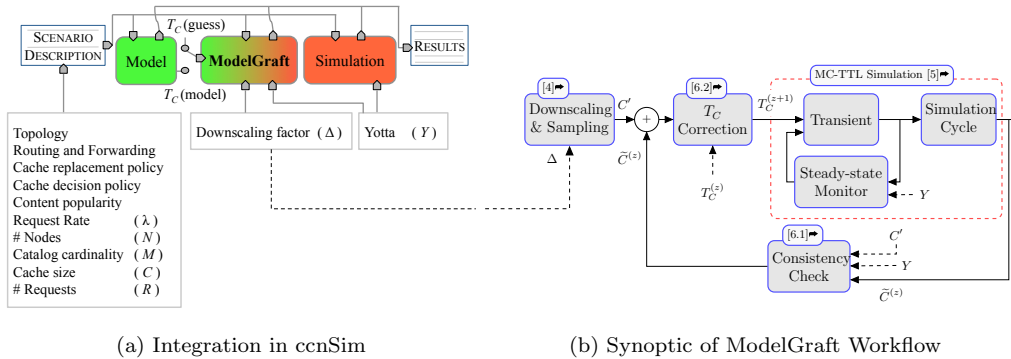 T_C(guess)
SCENARIO
DESCRIPTION
Model
ModelGraft
Simulation
RESULTS
T_C(model)
Downscaling factor (Δ)
Yotta (Y)
Topology
Routing and Forwarding
Cache replacement policy
Cache decision policy
Content popularity
Request Rate (λ)
# Nodes (N)
Catalog cardinality (M)
Cache size (C)
# Requests (R)
(a) Integration in ccnSim
MC-TTL Simulation [5]➦
[4]➦
Downscaling
& Sampling
C′
+
[6.2]➦
T_C
Correction
T_C^(z+1)
Transient
Simulation
Cycle
Δ
C̃^(z)
T_C^(z)
Steady-state
Monitor
Y
[6.1]➦
Consistency
Check
C′
Y
C̃^(z)
(b) Synoptic of ModelGraft Workflow